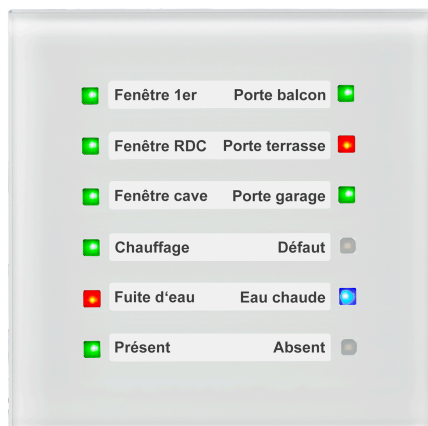 Fenêtre 1er Porte balcon
Fenêtre RDC Porte terrasse
Fenêtre cave Porte garage
Chauffage Défaut
Fuite d‘eau Eau chaude
Présent Absent